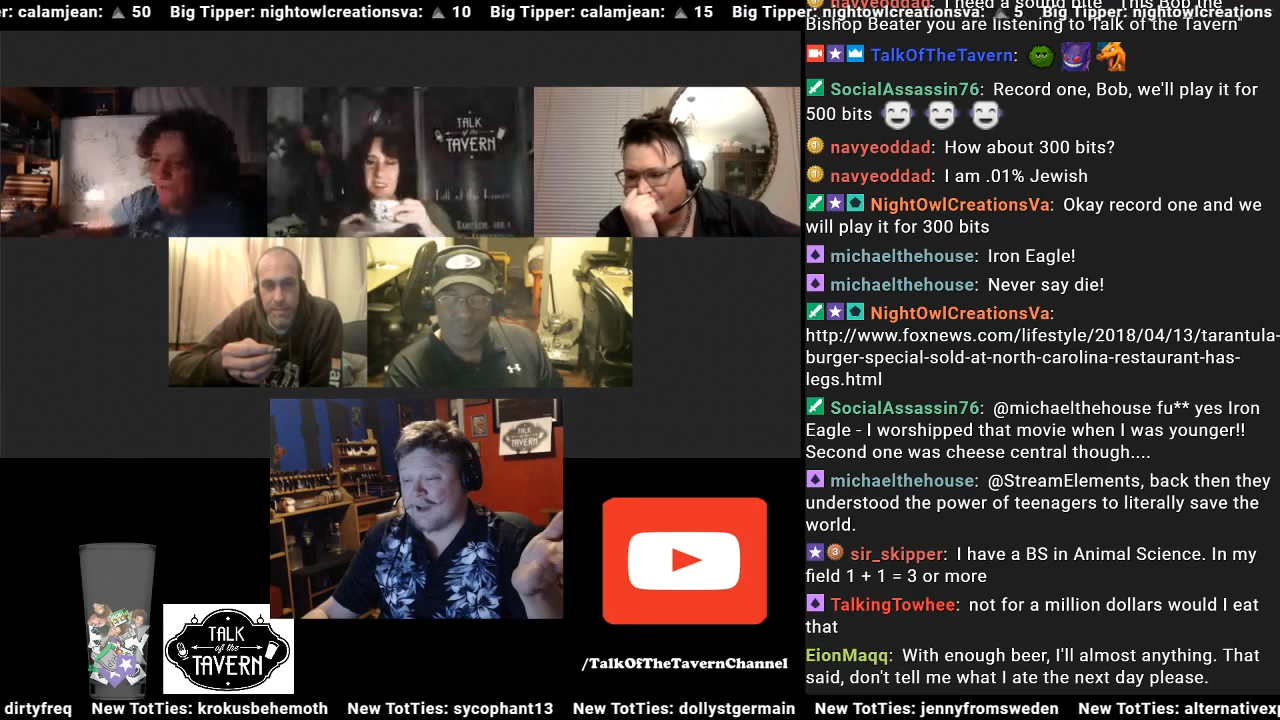 r: calamjean: 50 Big Tipper: nightowlcreationsva: 10 Big Tipper: calamjean: 15 Big Tipper: nightowlcreationsva: 5 Big Tipper: nightowlcreations
navyeoddad: I need a sound bite "This Bob the
Bishop Beater you are listening to Talk of the Tavern"
TalkOfTheTavern:
SocialAssassin76: Record one, Bob, we'll play it for
500 bits
navyeoddad: How about 300 bits?
navyeoddad: I am .01% Jewish
NightOwlCreationsVa: Okay record one and we
will play it for 300 bits
michaelthehouse: Iron Eagle!
michaelthehouse: Never say die!
NightOwlCreationsVa:
http://www.foxnews.com/lifestyle/2018/04/13/tarantula-
burger-special-sold-at-north-carolina-restaurant-has-
legs.html
SocialAssassin76: @michaelthehouse fu** yes Iron
Eagle - I worshipped that movie when I was younger!!
Second one was cheese central though....
michaelthehouse: @StreamElements, back then they
understood the power of teenagers to literally save the
world.
sir_skipper: I have a BS in Animal Science. In my
field 1 + 1 = 3 or more
TalkingTowhee: not for a million dollars would I eat
that
EionMaqq: With enough beer, I'll almost anything. That
said, don't tell me what I ate the next day please.
TALK
of the
TAVERN
TALK
of the
TAVERN
TALK
of the
TAVERN
/TalkOfTheTavernChannel
dirtyfreq New TotTies: krokusbehemoth New TotTies: sycophant13 New TotTies: dollystgermain New TotTies: jennyfromsweden New TotTies: alternativexp